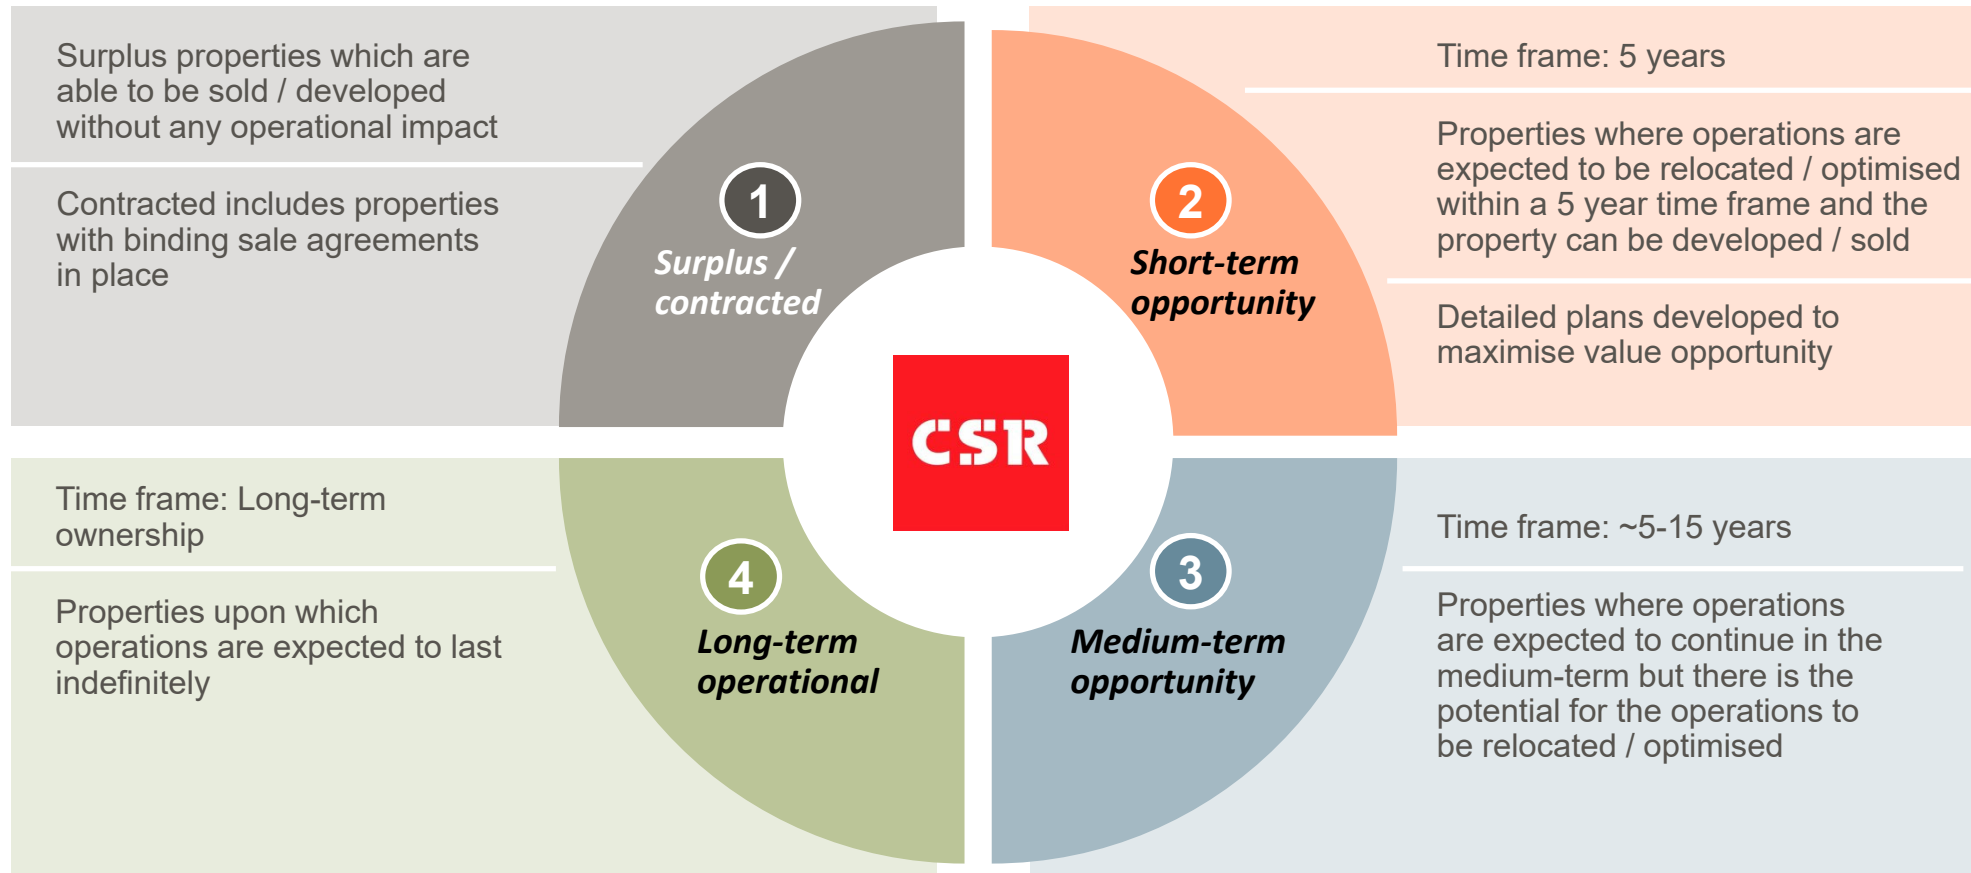 Surplus properties which are
able to be sold / developed
without any operational impact
Contracted includes properties
with binding sale agreements
in place
1
Surplus /
contracted
2
Short-term
opportunity
Time frame: 5 years
Properties where operations are
expected to be relocated / optimised
within a 5 year time frame and the
property can be developed / sold
Detailed plans developed to
maximise value opportunity
CSR
Time frame: Long-term
ownership
Properties upon which
operations are expected to last
indefinitely
4
Long-term
operational
3
Medium-term
opportunity
Time frame: ~5-15 years
Properties where operations
are expected to continue in the
medium-term but there is the
potential for the operations to
be relocated / optimised